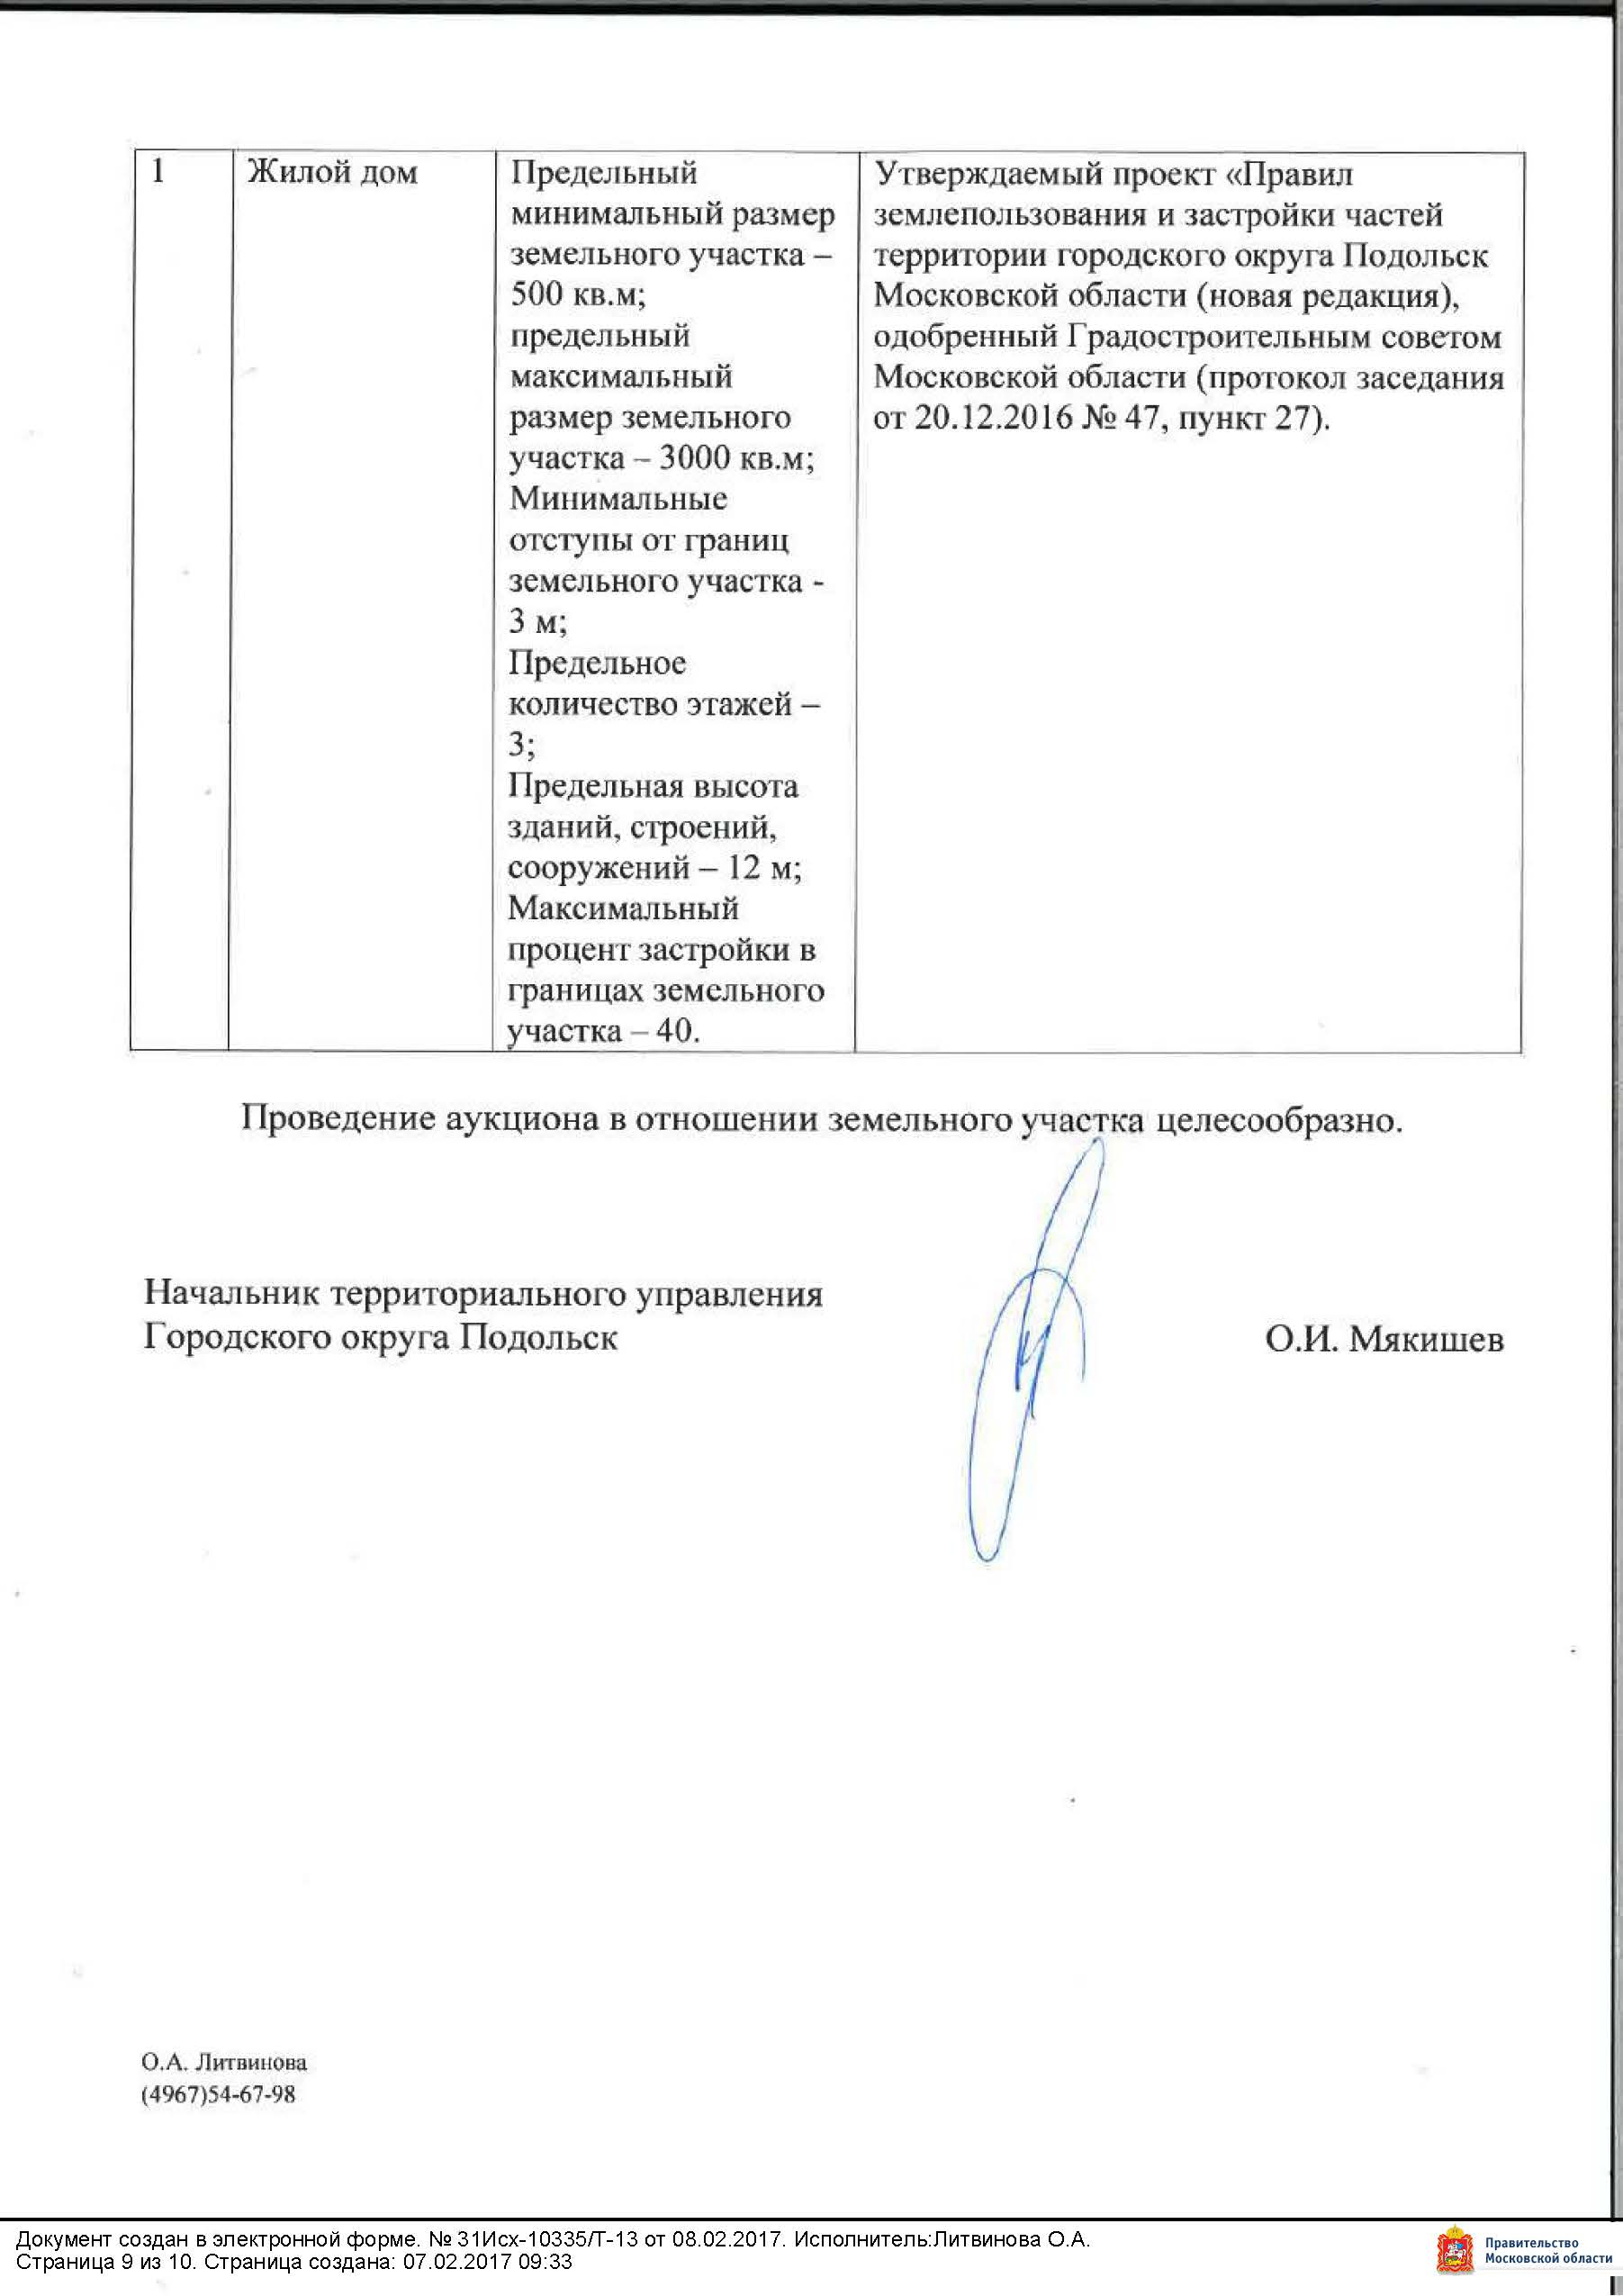 1
Жилой дом
Предельный
минимальный размер
земельного участка –
500 кв.м;
предельный
максимальный
размер земельного
участка – 3000 кв.м;
Минимальные
отступы от границ
земельного участка -
3 м;
Предельное
количество этажей –
3;
Предельная высота
зданий, строений,
сооружений – 12 м;
Максимальный
процент застройки в
границах земельного
участка – 40.
Утверждаемый проект «Правил
землепользования и застройки частей
территории городского округа Подольск
Московской области (новая редакция),
одобренный Градостроительным советом
Московской области (протокол заседания
от 20.12.2016 № 47, пункт 27).
Проведение аукциона в отношении земельного участка целесообразно.
Начальник территориального управления
Городского округа Подольск
О.И. Мякишев
О.А. Литвинова
(4967)54-67-98
Документ создан в электронной форме. № 31Исх-10335/Т-13 от 08.02.2017. Исполнитель:Литвинова О.А.
Страница 9 из 10. Страница создана: 07.02.2017 09:33
Правительство
Московской области